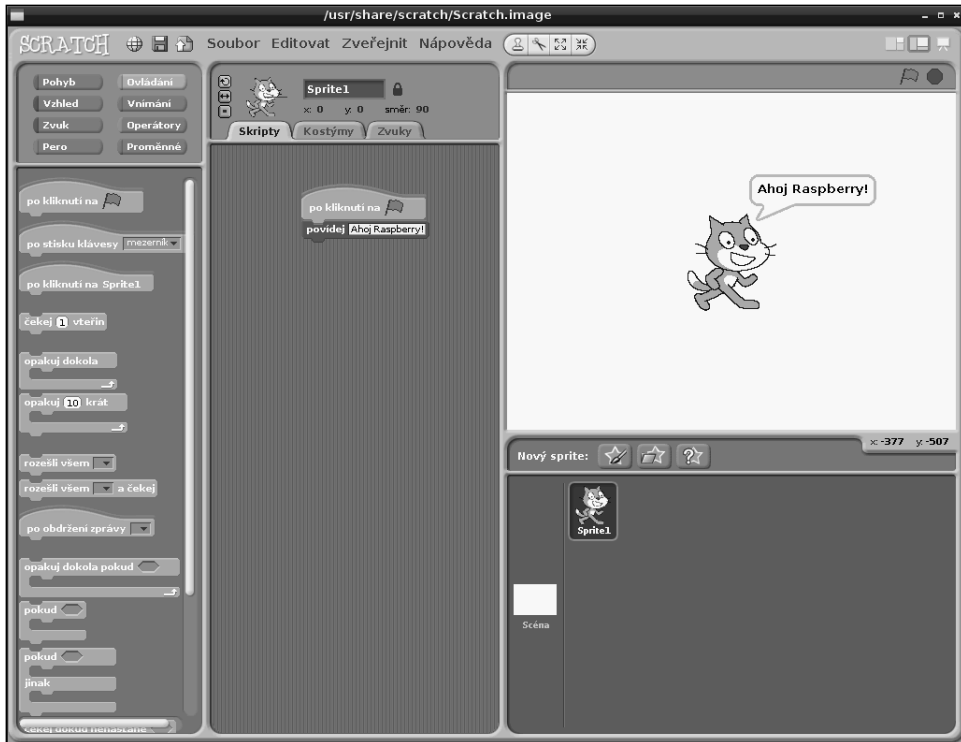 /usr/share/scratch/Scratch.image
SCRATCH Soubor Editovat Zveřejnit Nápověda
Pohyb Ovládání
Vzhled Vnímání
Zvuk Operátory
Pero Proměnné
po kliknutí na
po stisku klávesy mezerník
po kliknutí na Sprite1
čekej 1 vteřin
opakuj dokola
opakuj 10 krát
rozešli všem
rozešli všem a čekej
po obdržení zprávy
opakuj dokola pokud
pokud
pokud
jinak
čekej dokud nenastane
Sprite1
x: 0 y: 0 směr: 90
Skripty Kostýmy Zvuky
po kliknutí na
povídej Ahoj Raspberry!
Ahoj Raspberry!
x: -377 y: -507
Nový sprite:
Sprite1
Scéna